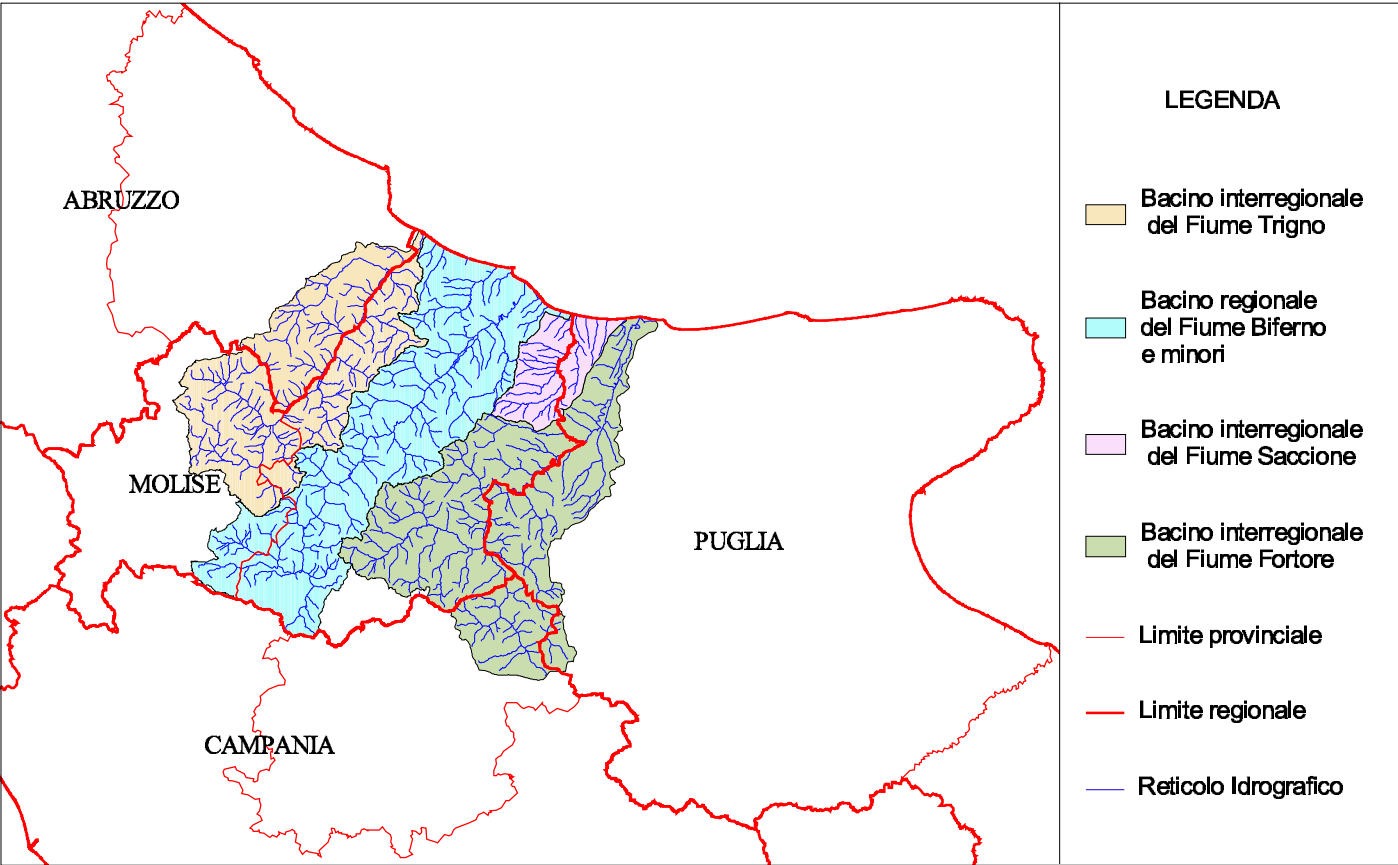 ABRUZZO
MOLISE
PUGLIA
CAMPANIA
LEGENDA
Bacino interregionale
del Fiume Trigno
Bacino regionale
del Fiume Biferno
e minori
Bacino interregionale
del Fiume Saccione
Bacino interregionale
del Fiume Fortore
Limite provinciale
Limite regionale
Reticolo Idrografico